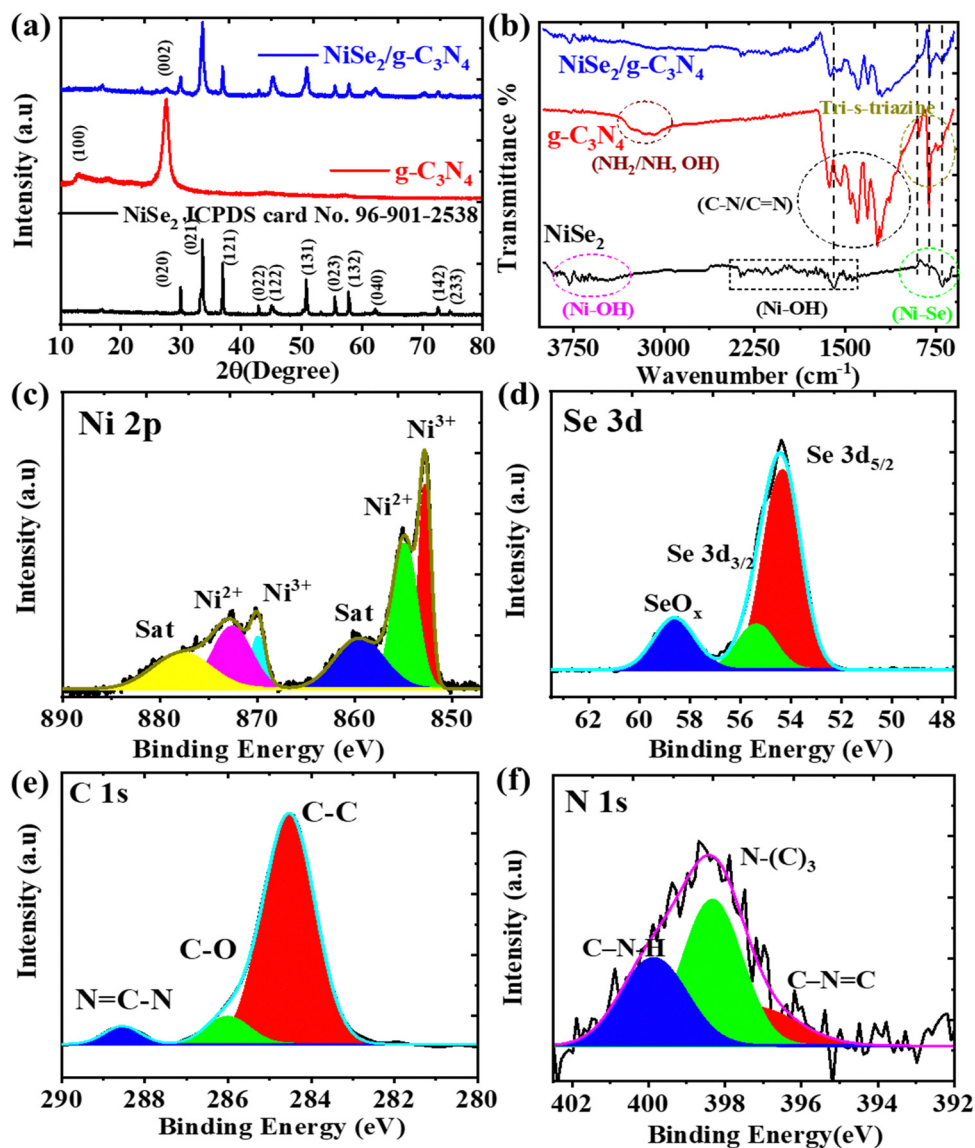 (a)
(002)
NiSe2/g-C3N4
(100)
g-C3N4
NiSe2 JCPDS card No. 96-901-2538
(020)
(021)
(121)
(022)
(122)
(131)
(023)
(132)
(040)
(142)
(233)
10 20 30 40 50 60 70 80
2θ(Degree)
Intensity (a.u)
(b)
NiSe2/g-C3N4
Tri-s-triazine
g-C3N4
(NH2/NH, OH)
(C-N/C=N)
NiSe2
(Ni-OH)
(Ni-OH)
(Ni-Se)
3750 3000 2250 1500 750
Wavenumber (cm-1)
Transmittance %
(c)
Ni 2p
Ni3+
Ni2+
Ni2+
Ni3+
Sat
Sat
890 880 870 860 850
Binding Energy (eV)
Intensity (a.u)
(d)
Se 3d
Se 3d5/2
Se 3d3/2
SeOx
62 60 58 56 54 52 50 48
Binding Energy (eV)
Intensity (a.u)
(e)
C 1s
C-C
C-O
N=C-N
290 288 286 284 282 280
Binding Energy (eV)
Intensity (a.u)
(f)
N 1s
N-(C)3
C–N-H
C–N=C
402 400 398 396 394 392
Binding Energy(eV)
Intensity (a.u)